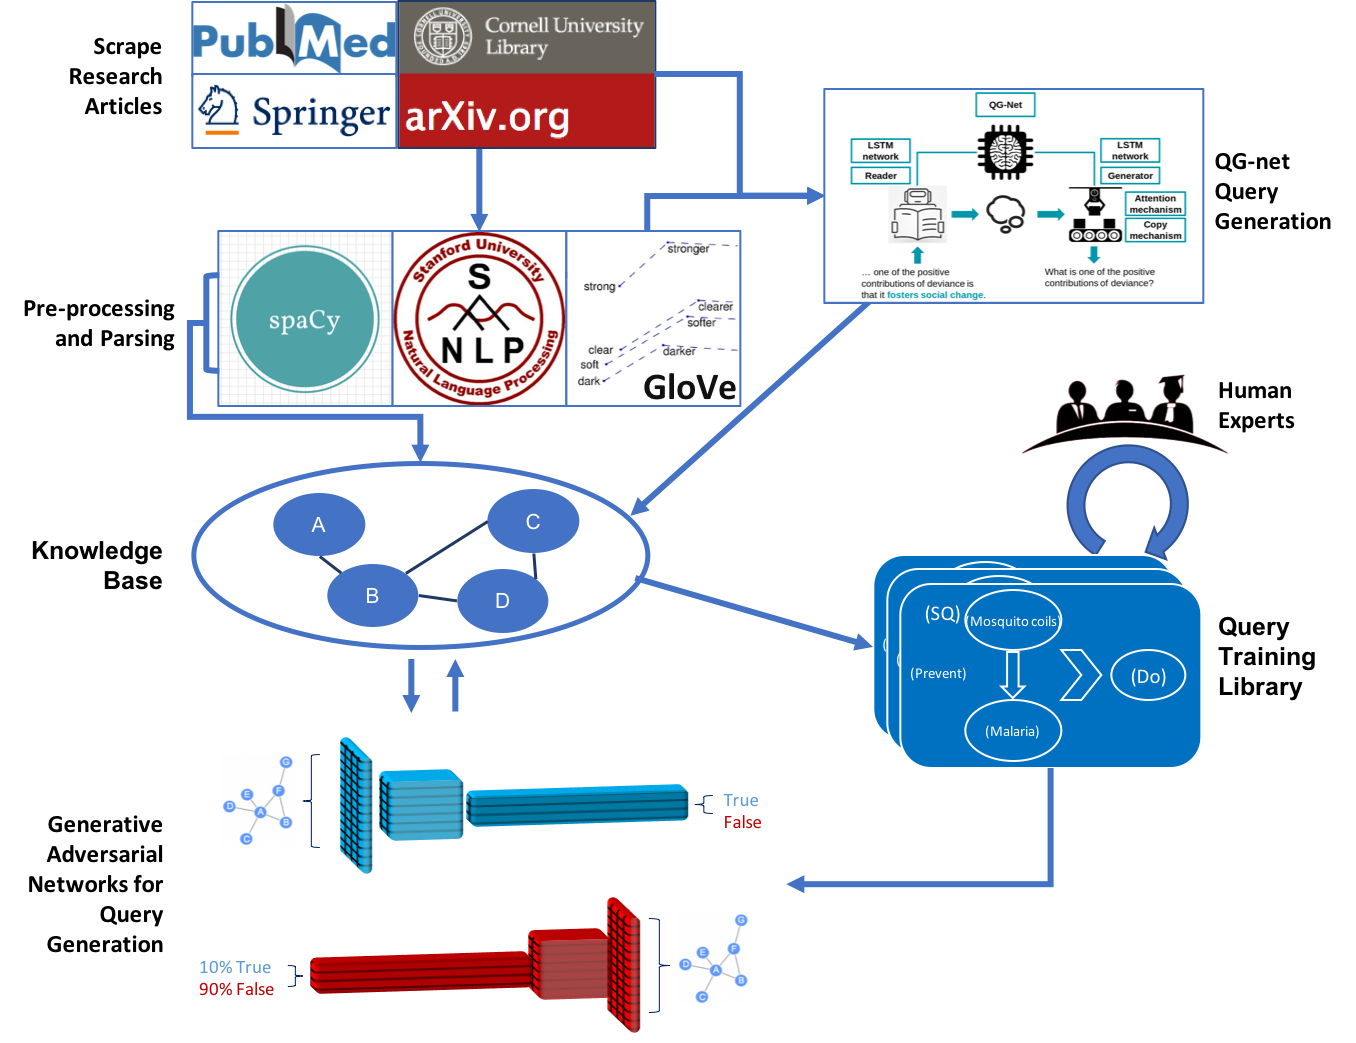 Scrape
Research
Articles
PubMed
Cornell University
Library
Springer
arXiv.org
QG-Net
LSTM
network
Reader
LSTM
network
Generator
Attention
mechanism
Copy
mechanism
... one of the positive
contributions of deviance is
that it fosters social change.
What is one of the positive
contributions of deviance?
QG-net
Query
Generation
Pre-processing
and Parsing
spaCy
Stanford University
S
NLP
Natural Language Processing
stronger
strong
clearer
softer
clear
soft
darker
dark
GloVe
Human
Experts
Knowledge
Base
A
B
C
D
(SQ)
(Mosquito coils)
(Prevent)
(Malaria)
(Do)
Query
Training
Library
Generative
Adversarial
Networks for
Query
Generation
G
E
F
D
A
B
C
True
False
10% True
90% False
G
E
F
D
A
B
C